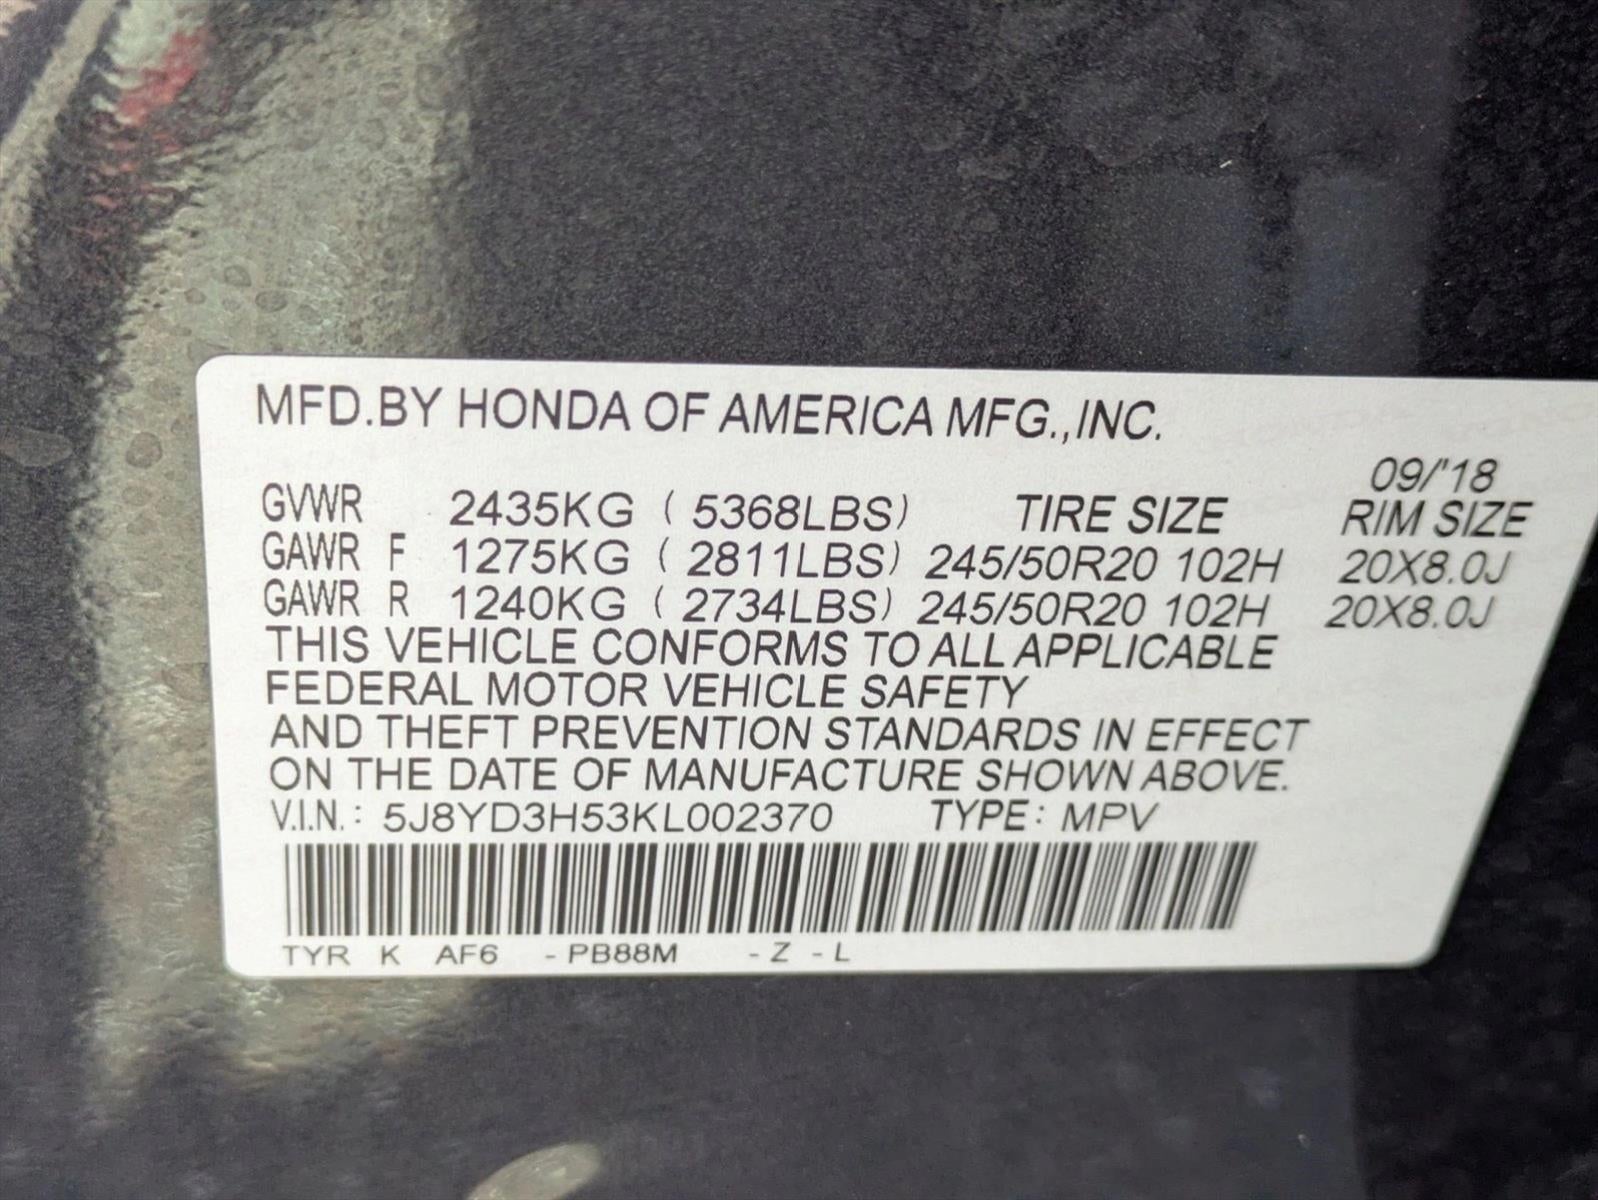 MFD.BY HONDA OF AMERICA MFG.,INC.
09/'18
GVWR 2435KG ( 5368LBS) TIRE SIZE RIM SIZE
GAWR F 1275KG ( 2811LBS) 245/50R20 102H 20X8.0J
GAWR R 1240KG ( 2734LBS) 245/50R20 102H 20X8.0J
THIS VEHICLE CONFORMS TO ALL APPLICABLE
FEDERAL MOTOR VEHICLE SAFETY
AND THEFT PREVENTION STANDARDS IN EFFECT
ON THE DATE OF MANUFACTURE SHOWN ABOVE.
V.I.N.: 5J8YD3H53KL002370 TYPE: MPV
TYR K AF6 -PB88M -Z -L